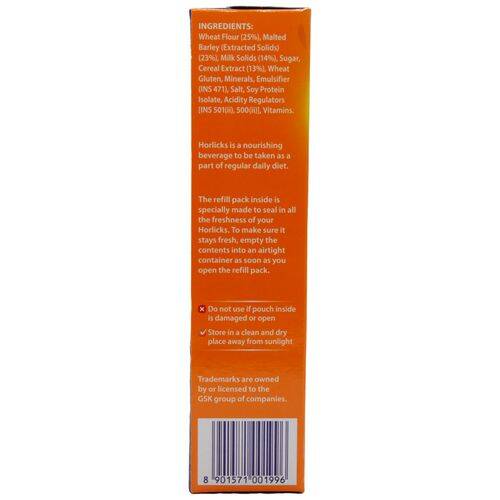 INGREDIENTS:
Wheat Flour (25%), Malted
Barley (Extracted Solids)
(23%), Milk Solids (14%), Sugar,
Cereal Extract (13%), Wheat
Gluten, Minerals, Emulsifier
(INS 471), Salt, Soy Protein
Isolate, Acidity Regulators
[INS 501(ii), 500(ii)], Vitamins.
Horlicks is a nourishing
beverage to be taken as a
part of regular daily diet.
The refill pack inside is
specially made to seal in all
the freshness of your
Horlicks. To make sure it
stays fresh, empty the
contents into an airtight
container as soon as you
open the refill pack.
Do not use if pouch inside
is damaged or open
Store in a clean and dry
place away from sunlight
Trademarks are owned
by or licensed to the
GSK group of companies.
8 901571 001996